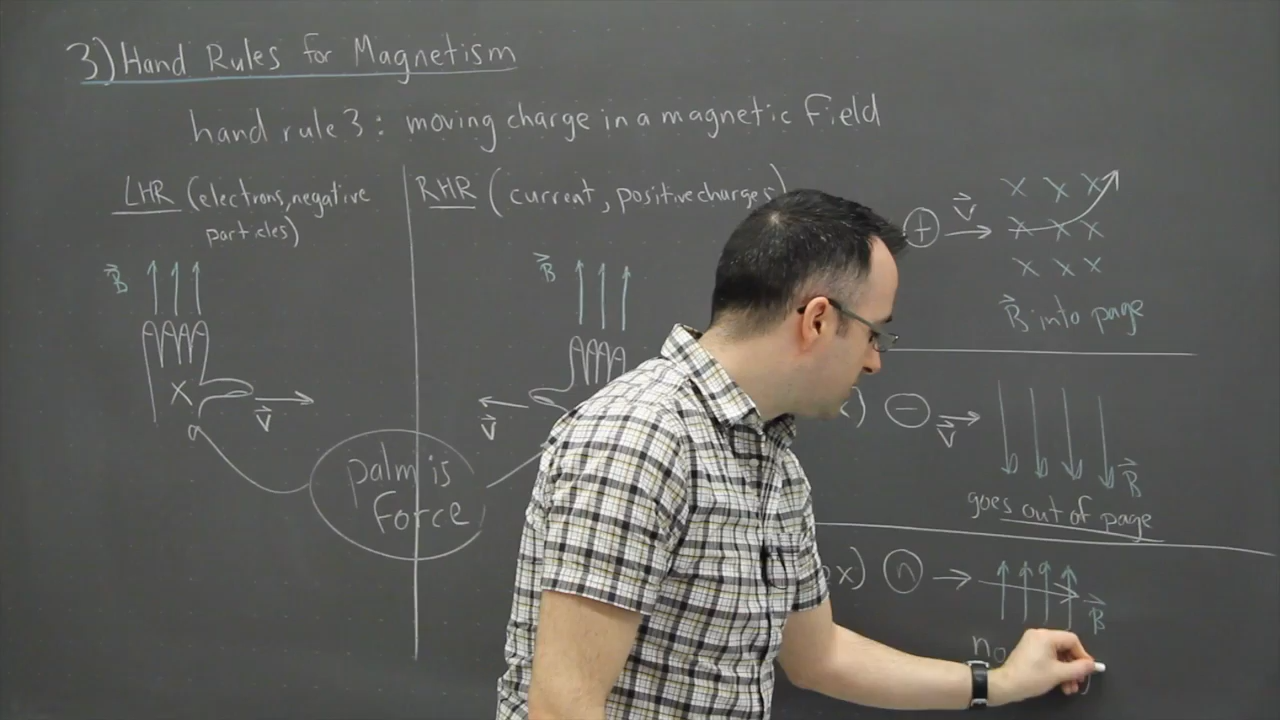 3) Hand Rules for Magnetism
hand rule 3: moving charge in a magnetic field
LHR (electrons, negative
particles)
RHR (current, positive charges)
B
B
V
V
X
palm is
Force
+
V
X X X
X X X
X X X
B into page
x)
−
V
B
goes out of page
x)
n
B